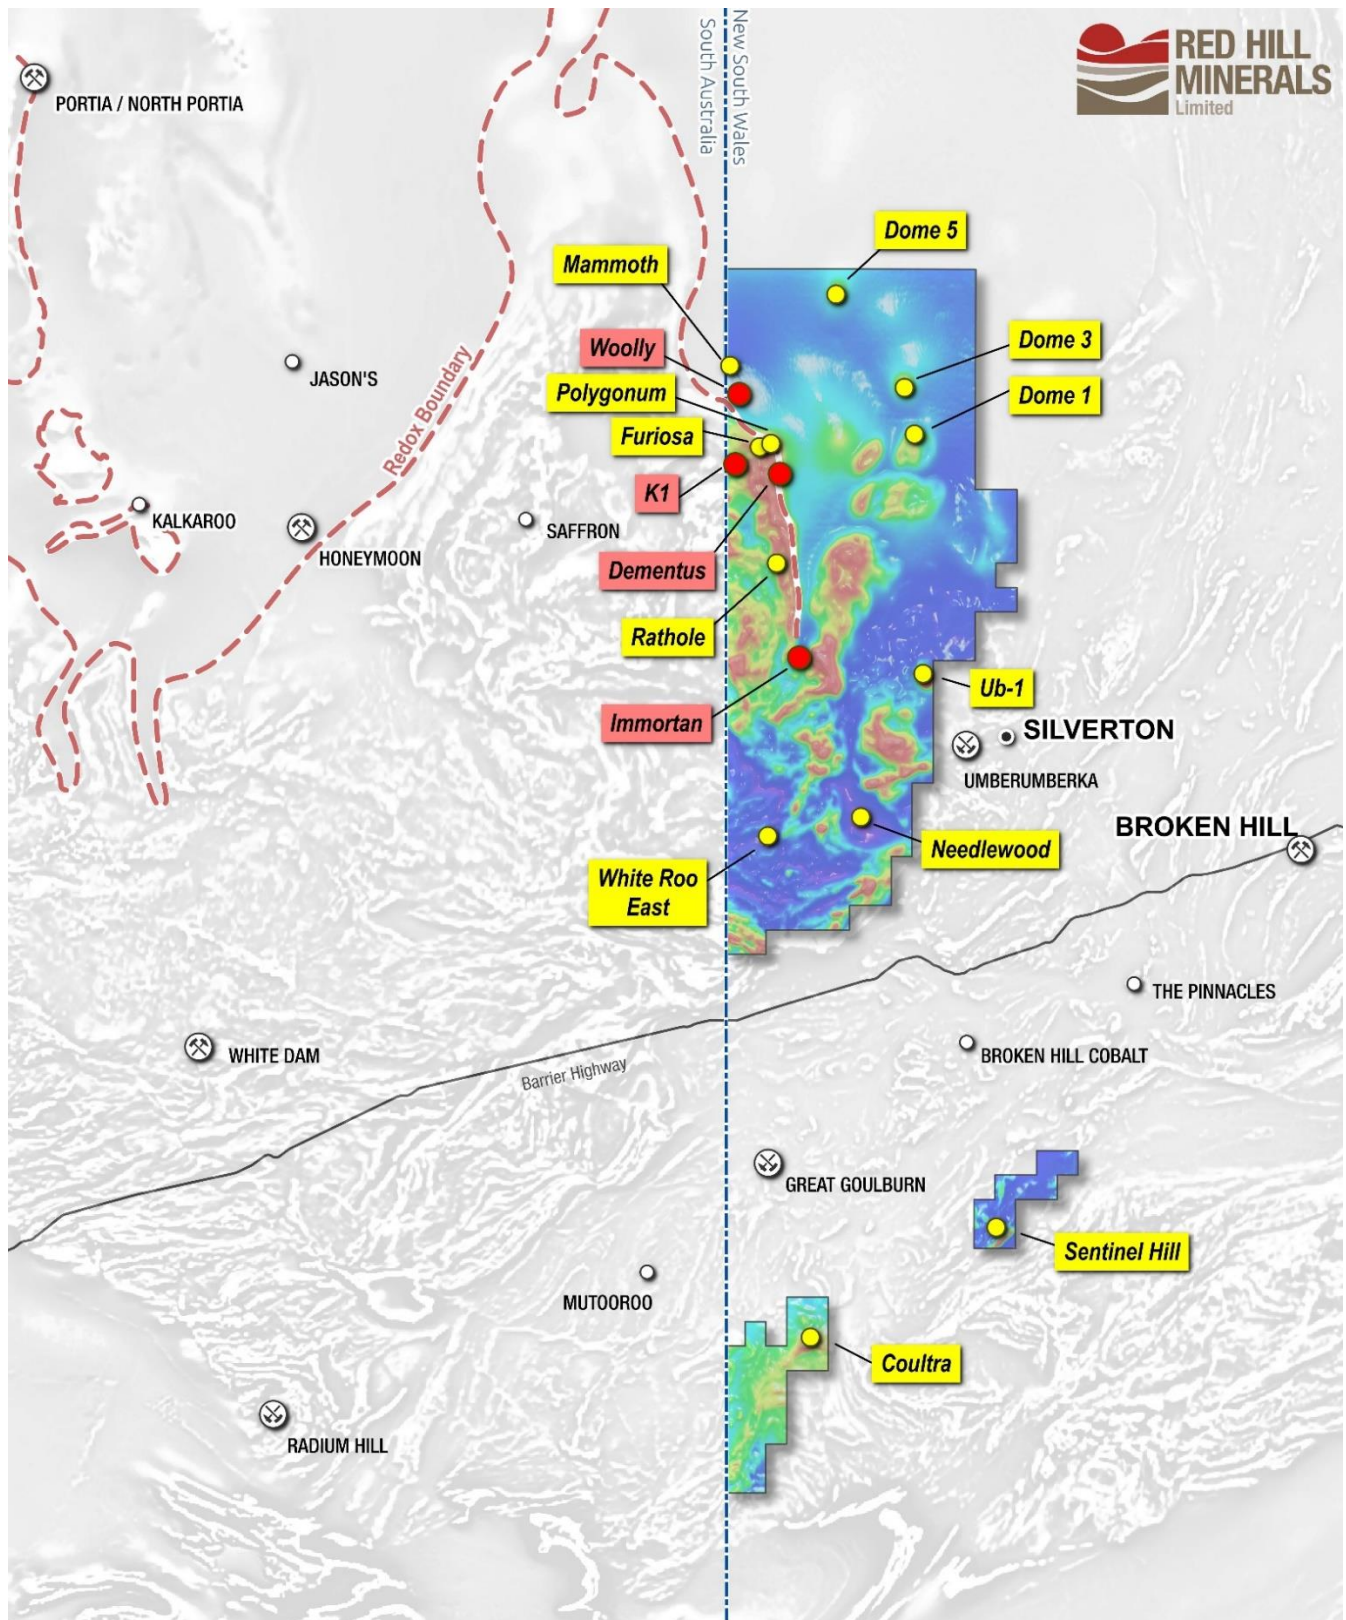 New South Wales
South Australia
RED HILL
MINERALS
Limited
PORTIA / NORTH PORTIA
Dome 5
Mammoth
Woolly
Dome 3
JASON'S
Polygonum
Dome 1
Redox Boundary
Furiosa
K1
KALKAROO
SAFFRON
HONEYMOON
Dementus
Rathole
Ub-1
Immortan
SILVERTON
UMBERUMBERKA
BROKEN HILL
Needlewood
White Roo
East
THE PINNACLES
WHITE DAM
BROKEN HILL COBALT
Barrier Highway
GREAT GOULBURN
Sentinel Hill
MUTOOROO
Coultra
RADIUM HILL